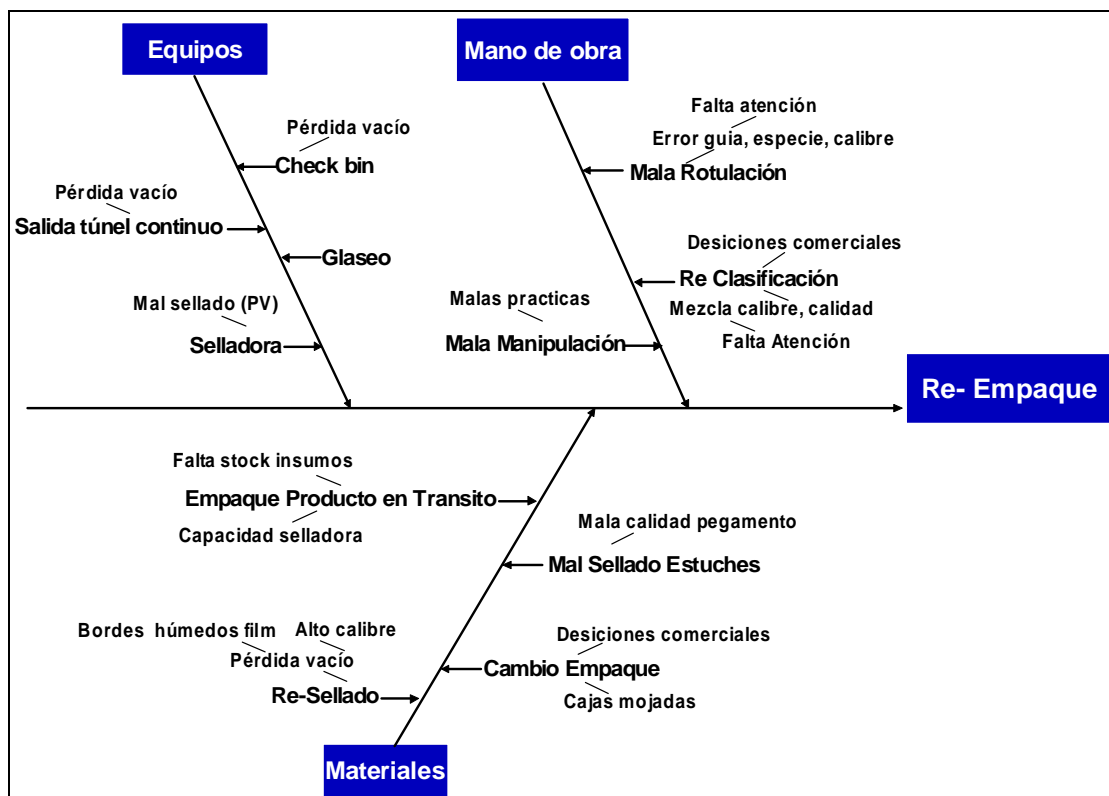 Equipos
Mano de obra
Pérdida vacío
Check bin
Pérdida vacío
Salida túnel continuo
Glaseo
Mal sellado (PV)
Selladora
Falta atención
Error guia, especie, calibre
Mala Rotulación
Desiciones comerciales
Re Clasificación
Mezcla calibre, calidad
Falta Atención
Malas practicas
Mala Manipulación
Re- Empaque
Falta stock insumos
Empaque Producto en Transito
Capacidad selladora
Mala calidad pegamento
Mal Sellado Estuches
Bordes húmedos film
Alto calibre
Pérdida vacío
Re-Sellado
Desiciones comerciales
Cambio Empaque
Cajas mojadas
Materiales